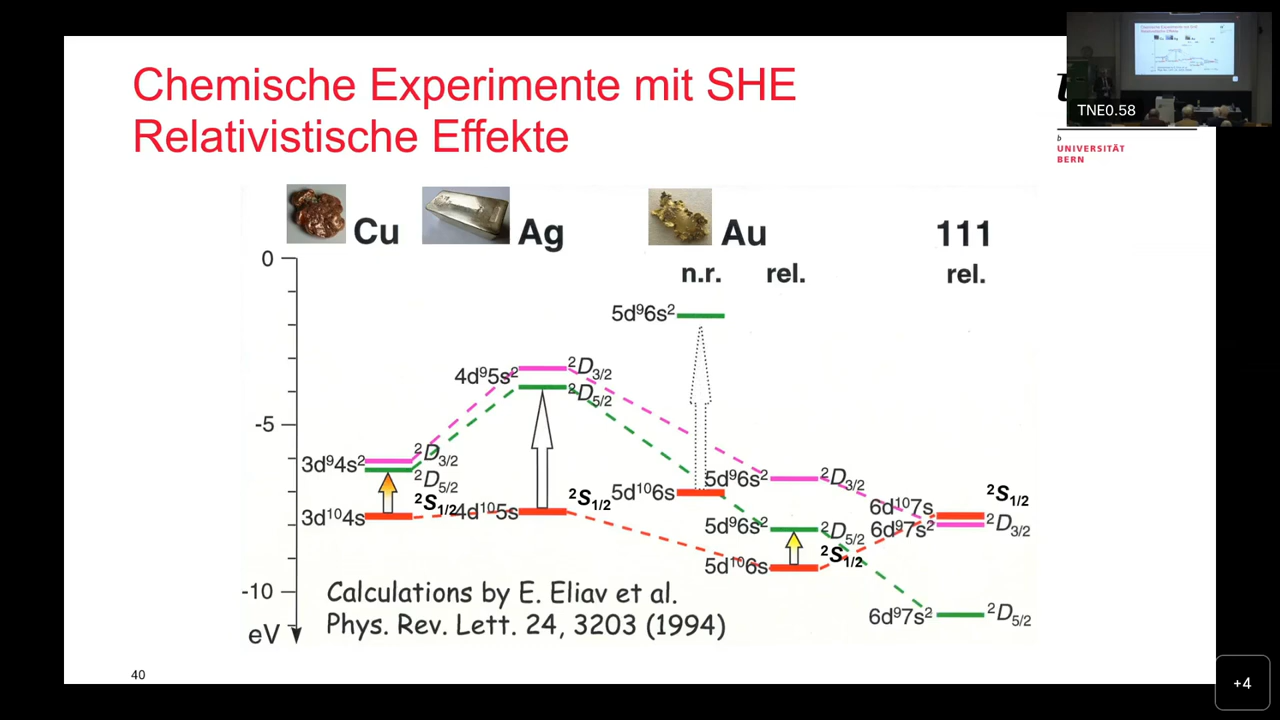 Chemische Experimente mit SHE
Relativistische Effekte
TNE0.58
b
UNIVERSITÄT
BERN
Cu
Ag
Au
111
n.r.
rel.
rel.
0
-5
-10
eV
3d⁹4s²
²D3/2
²D5/2
²S1/2
3d¹⁰4s
4d⁹5s²
²D3/2
²D5/2
²S1/2
4d¹⁰5s
5d⁹6s²
5d¹⁰6s
5d⁹6s²
²D3/2
5d⁹6s²
²D5/2
²S1/2
5d¹⁰6s
6d¹⁰7s
²S1/2
6d⁹7s²
²D3/2
6d⁹7s²
²D5/2
Calculations by E. Eliav et al.
Phys. Rev. Lett. 24, 3203 (1994)
40
+4